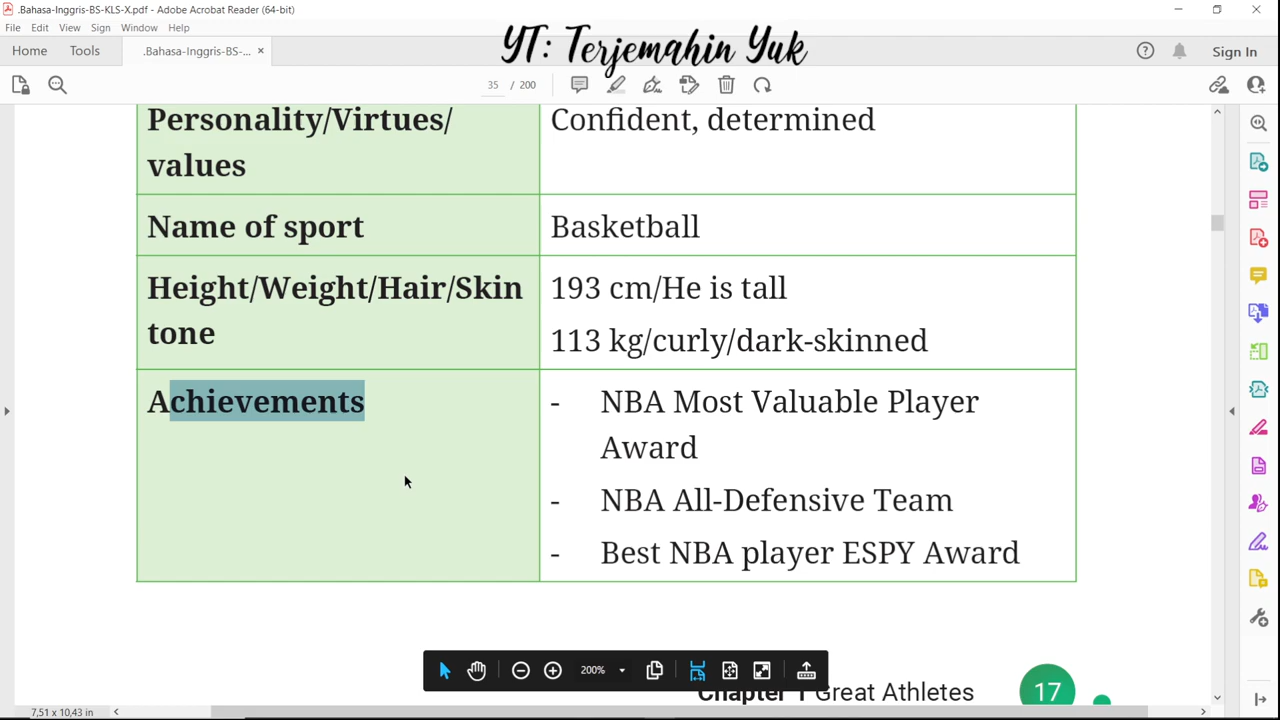 .Bahasa-Inggris-BS-KLS-X.pdf - Adobe Acrobat Reader (64-bit)
File Edit View Sign Window Help
YT: Terjemahin Yuk
Home Tools .Bahasa-Inggris-BS-... × Sign In
35 / 200
Personality/Virtues/
values
Confident, determined
Name of sport
Basketball
Height/Weight/Hair/Skin
tone
193 cm/He is tall
113 kg/curly/dark-skinned
Achievements
- NBA Most Valuable Player
Award
- NBA All-Defensive Team
- Best NBA player ESPY Award
200%
Chapter 1 Great Athletes 17
7,51 x 10,43 in